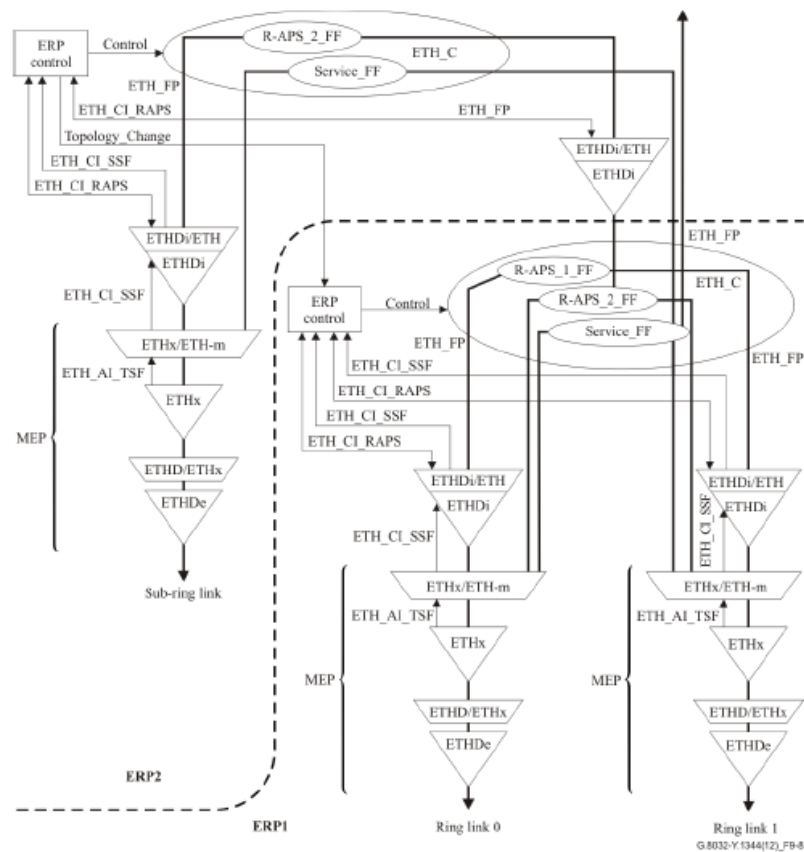 R-APS_2_FF
ERP control
Control
ETH_C
Service_FF
ETH_FP
ETH_CI_RAPS
ETH_FP
Topology_Change
ETH_CI_SSF
ETH_CI_RAPS
ETHDi/ETH
ETHDi
ETHDi/ETH
ETHDi
ETH_FP
R-APS_1_FF
ETH_C
ETH_CI_SSF
ERP control
Control
R-APS_2_FF
Service_FF
ETH_FP
ETHx/ETH-m
ETH_CI_SSF
ETH_FP
ETH_AI_TSF
ETHx
ETH_CI_RAPS
MEP
ETH_CI_SSF
ETH_CI_RAPS
ETHD/ETHx
ETHDi/ETH
ETHDi
ETHDi/ETH
ETHDi
ETHDe
ETH_CI_SSF
ETH_CI_SSF
Sub-ring link
ETHx/ETH-m
ETHx/ETH-m
ETH_AI_TSF
ETH_AI_TSF
ETHx
ETHx
MEP
MEP
ETHD/ETHx
ETHD/ETHx
ETHDe
ETHDe
ERP2
ERP1
Ring link 0
Ring link 1
G.8032-Y.1344(12)_F9-8